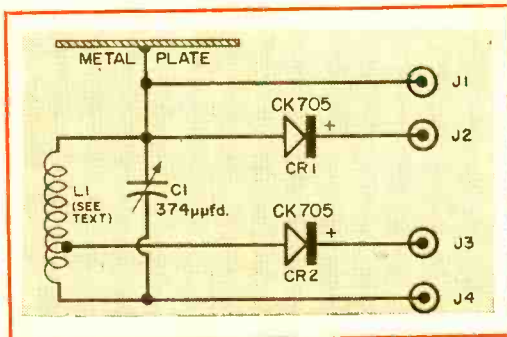 METAL PLATE
J1
CK705
+
J2
CR1
L1
(SEE
TEXT)
C1
374μμfd.
CK705
+
J3
CR2
J4